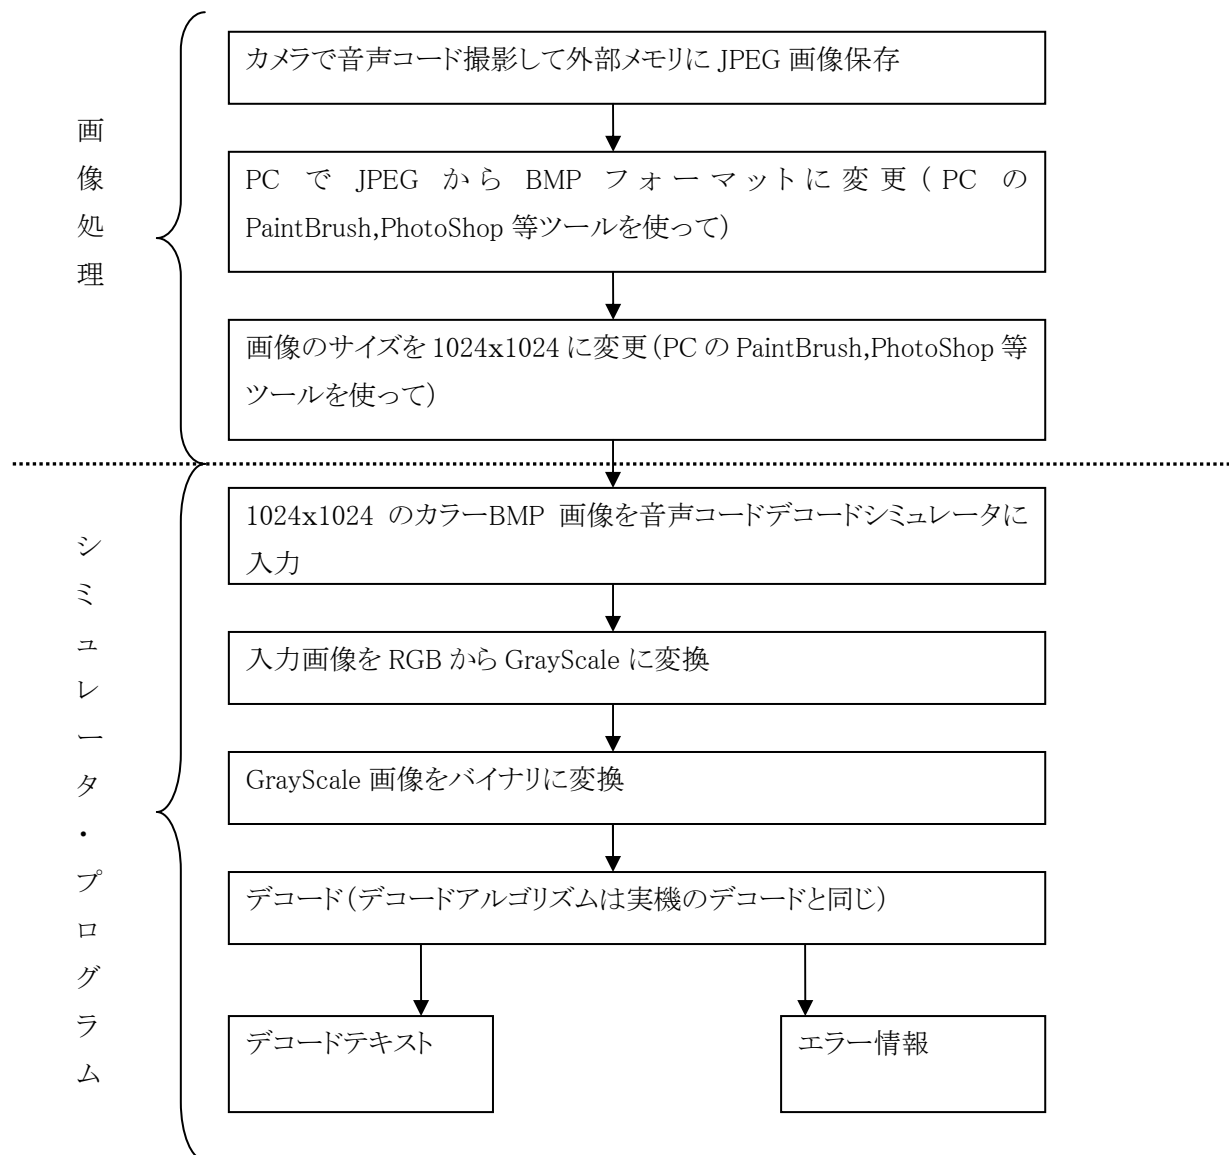 画像処理
カメラで音声コード撮影して外部メモリに JPEG 画像保存
PC で JPEG から BMP フォーマットに変更(PC の
PaintBrush,PhotoShop 等ツールを使って)
画像のサイズを 1024x1024 に変更(PC の PaintBrush,PhotoShop 等
ツールを使って)
シミュレータ・プログラム
1024x1024 のカラーBMP 画像を音声コードデコードシミュレータに
入力
入力画像を RGB から GrayScale に変換
GrayScale 画像をバイナリに変換
デコード(デコードアルゴリズムは実機のデコードと同じ)
デコードテキスト
エラー情報